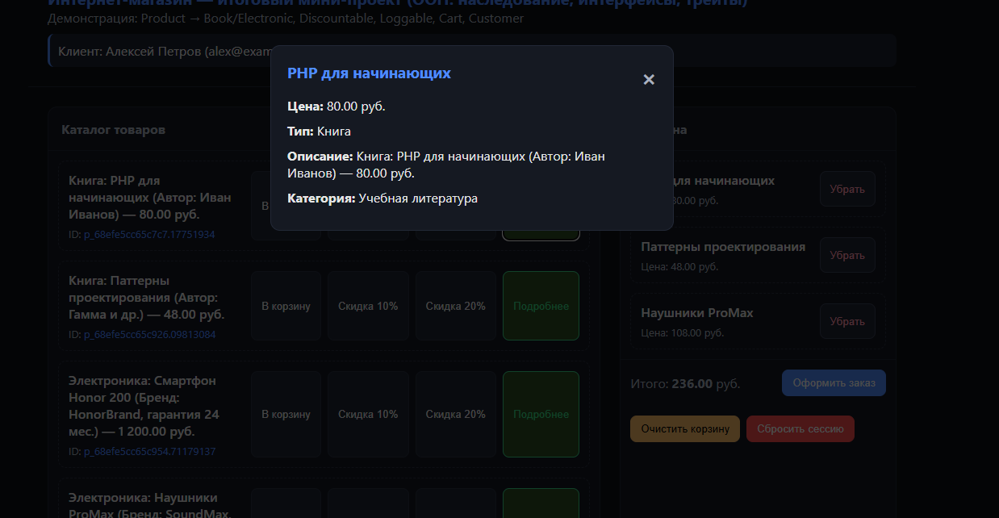 Интернет-магазин — итоговый мини-проект (ООП: наследование, интерфейсы, трейты)
Демонстрация: Product → Book/Electronic, Discountable, Loggable, Cart, Customer
Клиент: Алексей Петров (alex@exam
PHP для начинающих
×
Цена: 80.00 руб.
Тип: Книга
Описание: Книга: PHP для начинающих (Автор: Иван
Иванов) — 80.00 руб.
Категория: Учебная литература
Каталог товаров
Книга: PHP для
начинающих (Автор: Иван
Иванов) — 80.00 руб.
ID: p_68efe5cc65c7c7.17751934
В
Книга: Паттерны
проектирования (Автор:
Гамма и др.) — 48.00 руб.
ID: p_68efe5cc65c926.09813084
В корзину
Скидка 10%
Скидка 20%
Подробнее
Электроника: Смартфон
Honor 200 (Бренд:
HonorBrand, гарантия 24
мес.) — 1 200.00 руб.
ID: p_68efe5cc65c954.71179137
В корзину
Скидка 10%
Скидка 20%
Подробнее
Электроника: Наушники
ProMax (Бренд: SoundMax,
на
для начинающих
80.00 руб.
Убрать
Паттерны проектирования
Цена: 48.00 руб.
Убрать
Наушники ProMax
Цена: 108.00 руб.
Убрать
Итого: 236.00 руб.
Оформить заказ
Очистить корзину
Сбросить сессию